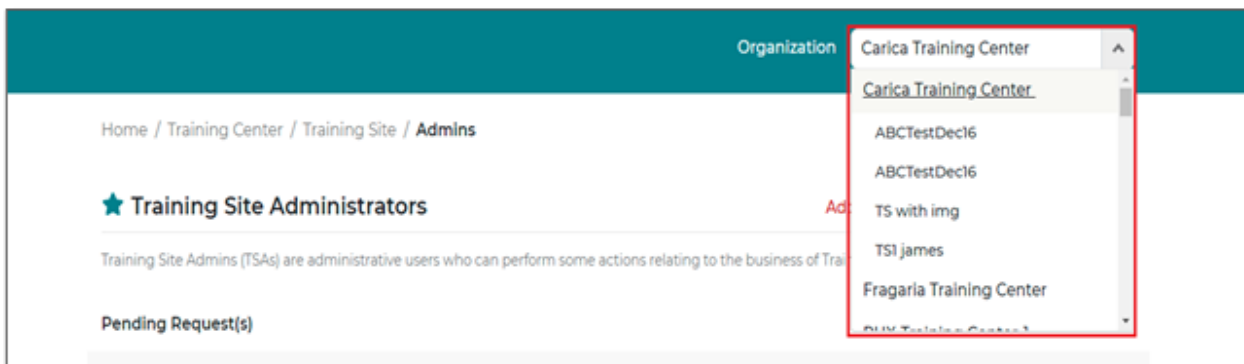 Organization Carica Training Center
Carica Training Center
Home / Training Center / Training Site / Admins
ABCTestDec16
ABCTestDec16
Training Site Administrators
TS with img
TS1 james
Training Site Admins (TSAs) are administrative users who can perform some actions relating to the business of
Fragaria Training Center
Pending Request(s)
Training Center